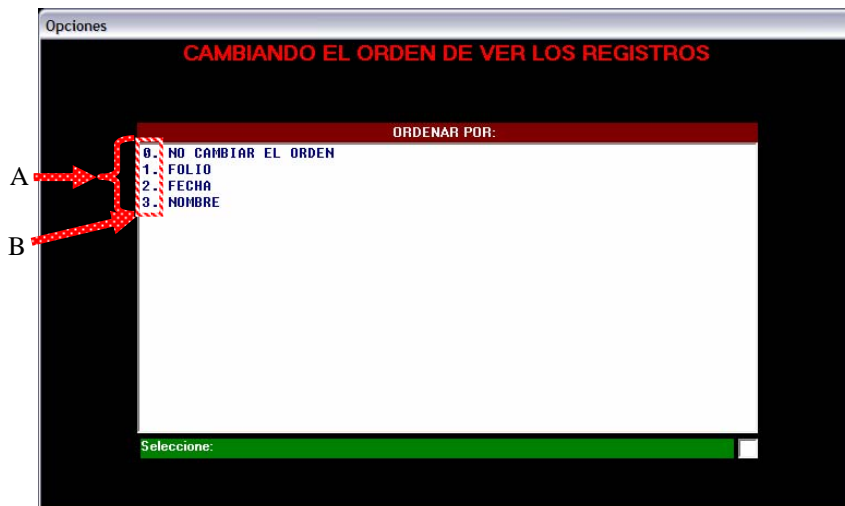 Opciones
CAMBIANDO EL ORDEN DE VER LOS REGISTROS
ORDENAR POR:
0. NO CAMBIAR EL ORDEN
1. FOLIO
2. FECHA
3. NOMBRE
A
B
Seleccione: